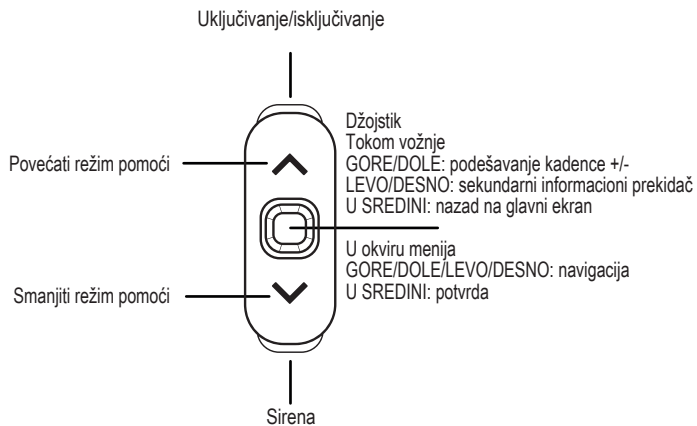 Uključivanje/isključivanje
Džojstik
Tokom vožnje
Povećati režim pomoći
GORE/DOLE: podešavanje kadence +/-
LEVO/DESNO: sekundarni informacioni prekidač
U SREDINI: nazad na glavni ekran
U okviru menija
GORE/DOLE/LEVO/DESNO: navigacija
Smanjiti režim pomoći
U SREDINI: potvrda
Sirena